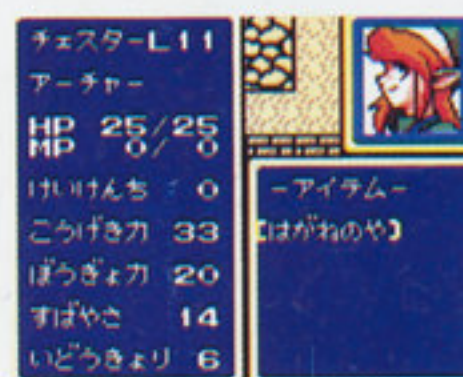 チェスターL11
アーチャー
HP 25/25
MP 0/ 0
けいけんち 0
こうげき力 33
ぼうぎょ力 20
すばやさ 14
いどうきょり 6
-アイテム-
【はがねのや】